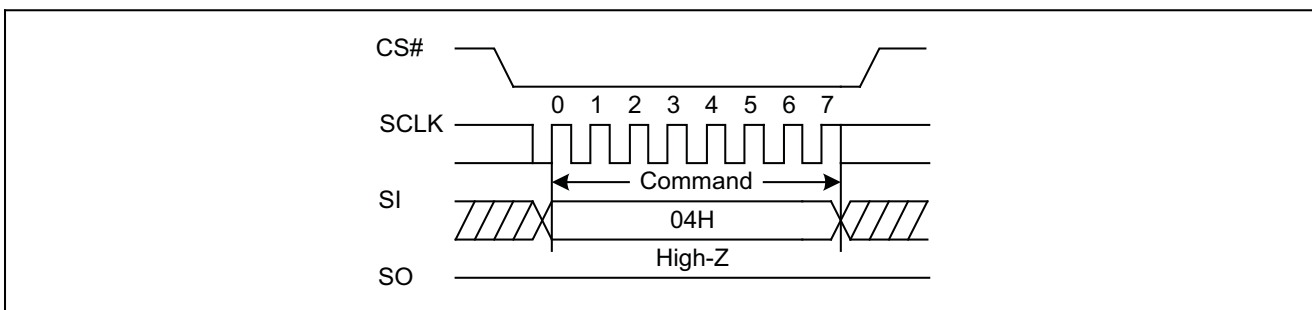 CS#
0 1 2 3 4 5 6 7
SCLK
Command
SI
04H
High-Z
SO